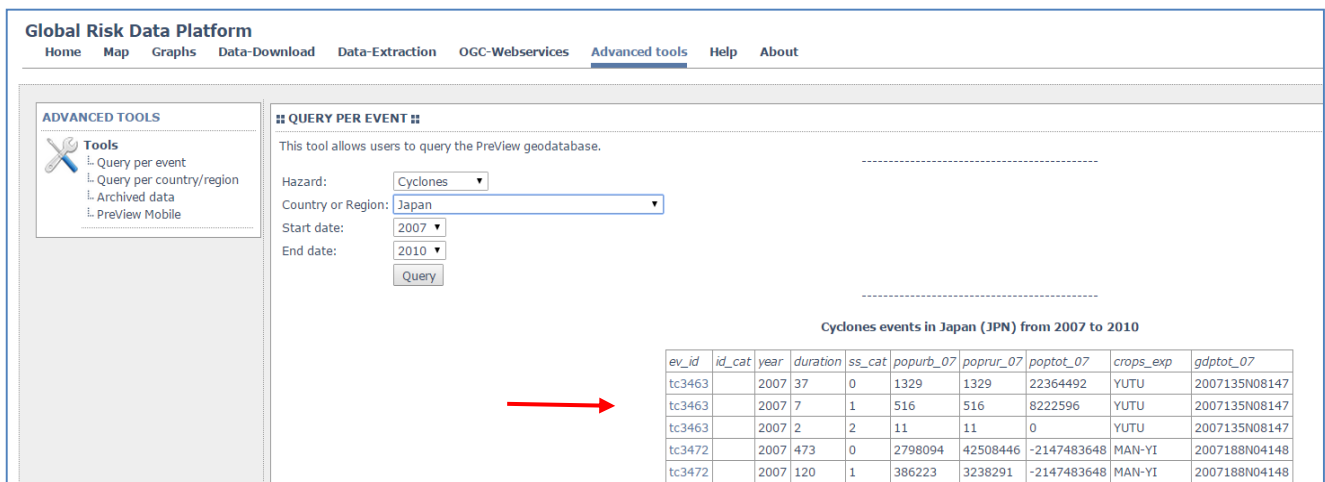 Global Risk Data Platform
Home Map Graphs Data-Download Data-Extraction OGC-Webservices Advanced tools Help About
ADVANCED TOOLS
Tools
Query per event
Query per country/region
Archived data
PreView Mobile
QUERY PER EVENT
This tool allows users to query the PreView geodatabase.
Hazard: Cyclones
Country or Region: Japan
Start date: 2007
End date: 2010
Query
Cyclones events in Japan (JPN) from 2007 to 2010
ev_id id_cat year duration ss_cat popurb_07 poprur_07 poptot_07 crops_exp gdptot_07
tc3463 2007 37 0 1329 1329 22364492 YUTU 2007135N08147
tc3463 2007 7 1 516 516 8222596 YUTU 2007135N08147
tc3463 2007 2 2 11 11 0 YUTU 2007135N08147
tc3472 2007 473 0 2798094 42508446 -2147483648 MAN-YI 2007188N04148
tc3472 2007 120 1 386223 3238291 -2147483648 MAN-YI 2007188N04148